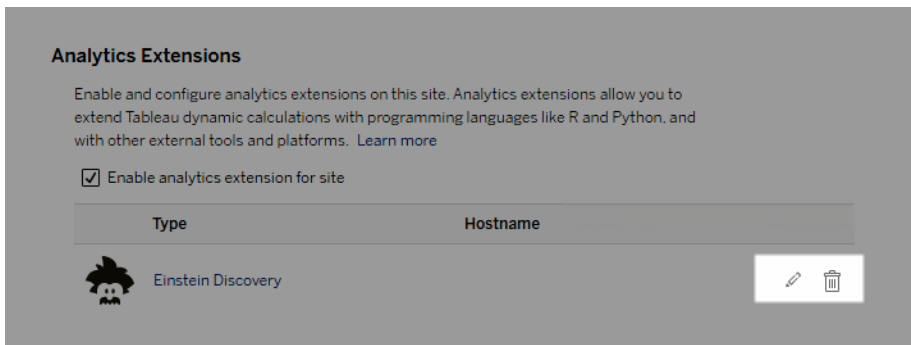 Analytics Extensions
Enable and configure analytics extensions on this site. Analytics extensions allow you to
extend Tableau dynamic calculations with programming languages like R and Python, and
with other external tools and platforms. Learn more
Enable analytics extension for site
Type Hostname
Einstein Discovery